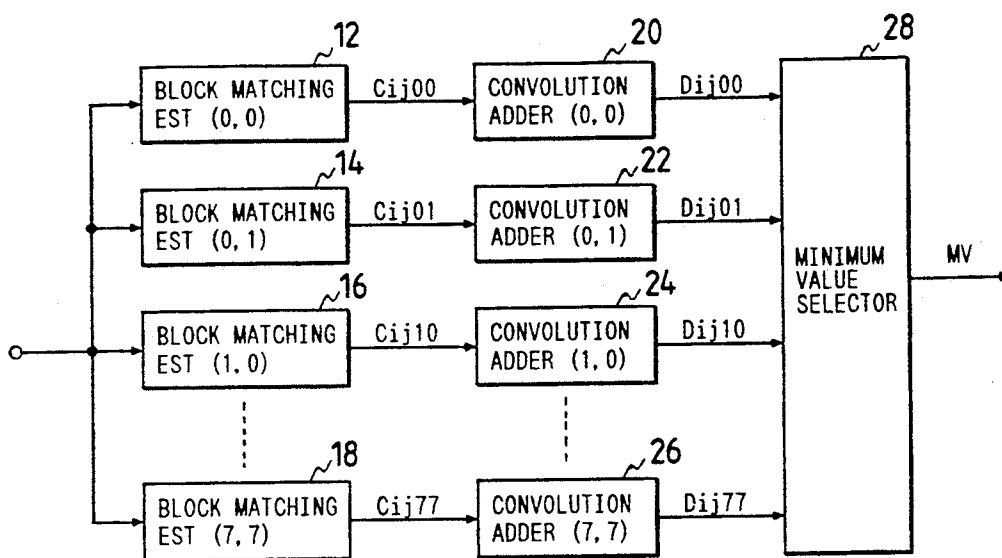 12
20
28
BLOCK MATCHING
EST (0,0)
Cij00
CONVOLUTION
ADDER (0,0)
Dij00
14
22
BLOCK MATCHING
EST (0,1)
Cij01
CONVOLUTION
ADDER (0,1)
Dij01
MINIMUM
VALUE
SELECTOR
MV
16
24
BLOCK MATCHING
EST (1,0)
Cij10
CONVOLUTION
ADDER (1,0)
Dij10
18
26
BLOCK MATCHING
EST (7,7)
Cij77
CONVOLUTION
ADDER (7,7)
Dij77